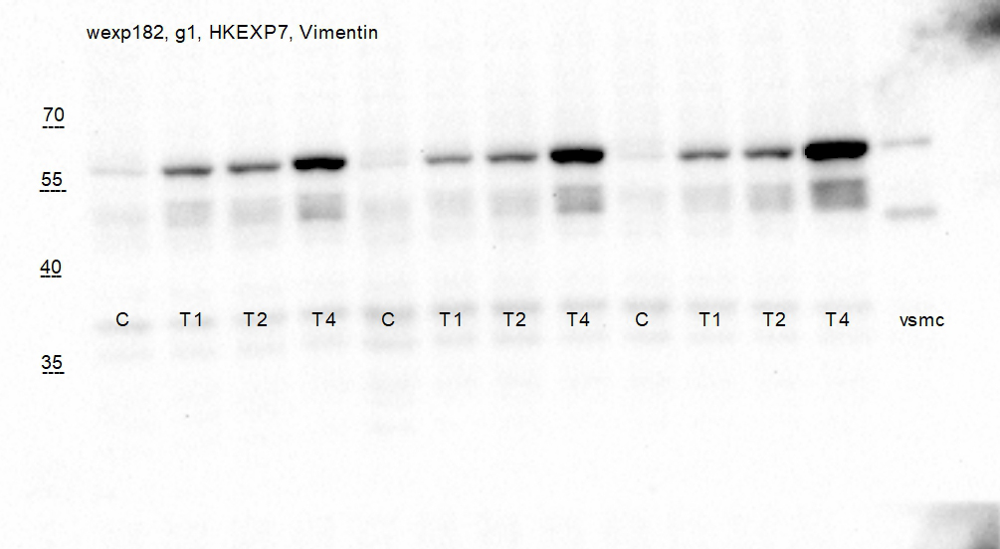 wexp182, g1, HKEXP7, Vimentin
70
55
40
C T1 T2 T4 C T1 T2 T4 C T1 T2 T4 vsmc
35